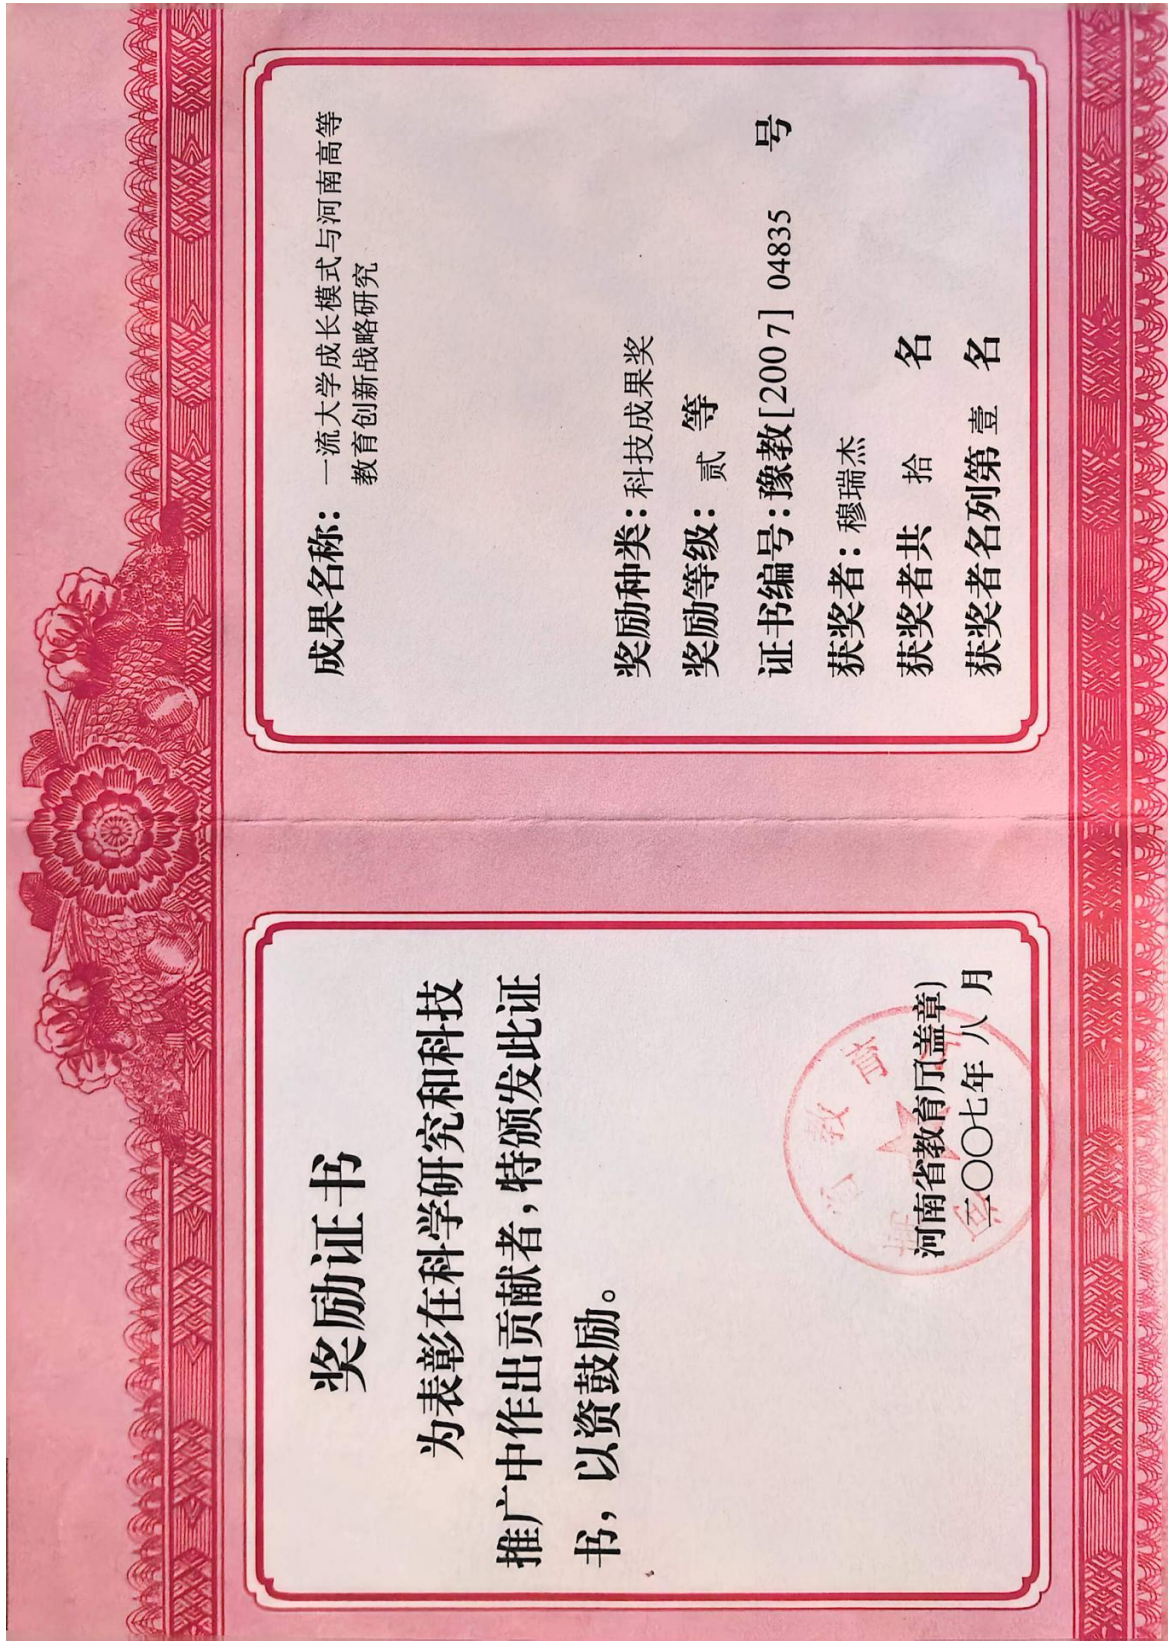 奖励证书
为表彰在科学研究和科技
推广中作出贡献者,特颁发此证
书,以资鼓励。
河南省教育厅(盖章)
二〇〇七年 八 月
成果名称: 一流大学成长模式与河南高等
教育创新战略研究
奖励种类:科技成果奖
奖励等级: 贰 等
证书编号:豫教[2007] 04835 号
获奖者: 穆瑞杰
获奖者共 拾 名
获奖者名列第 壹 名